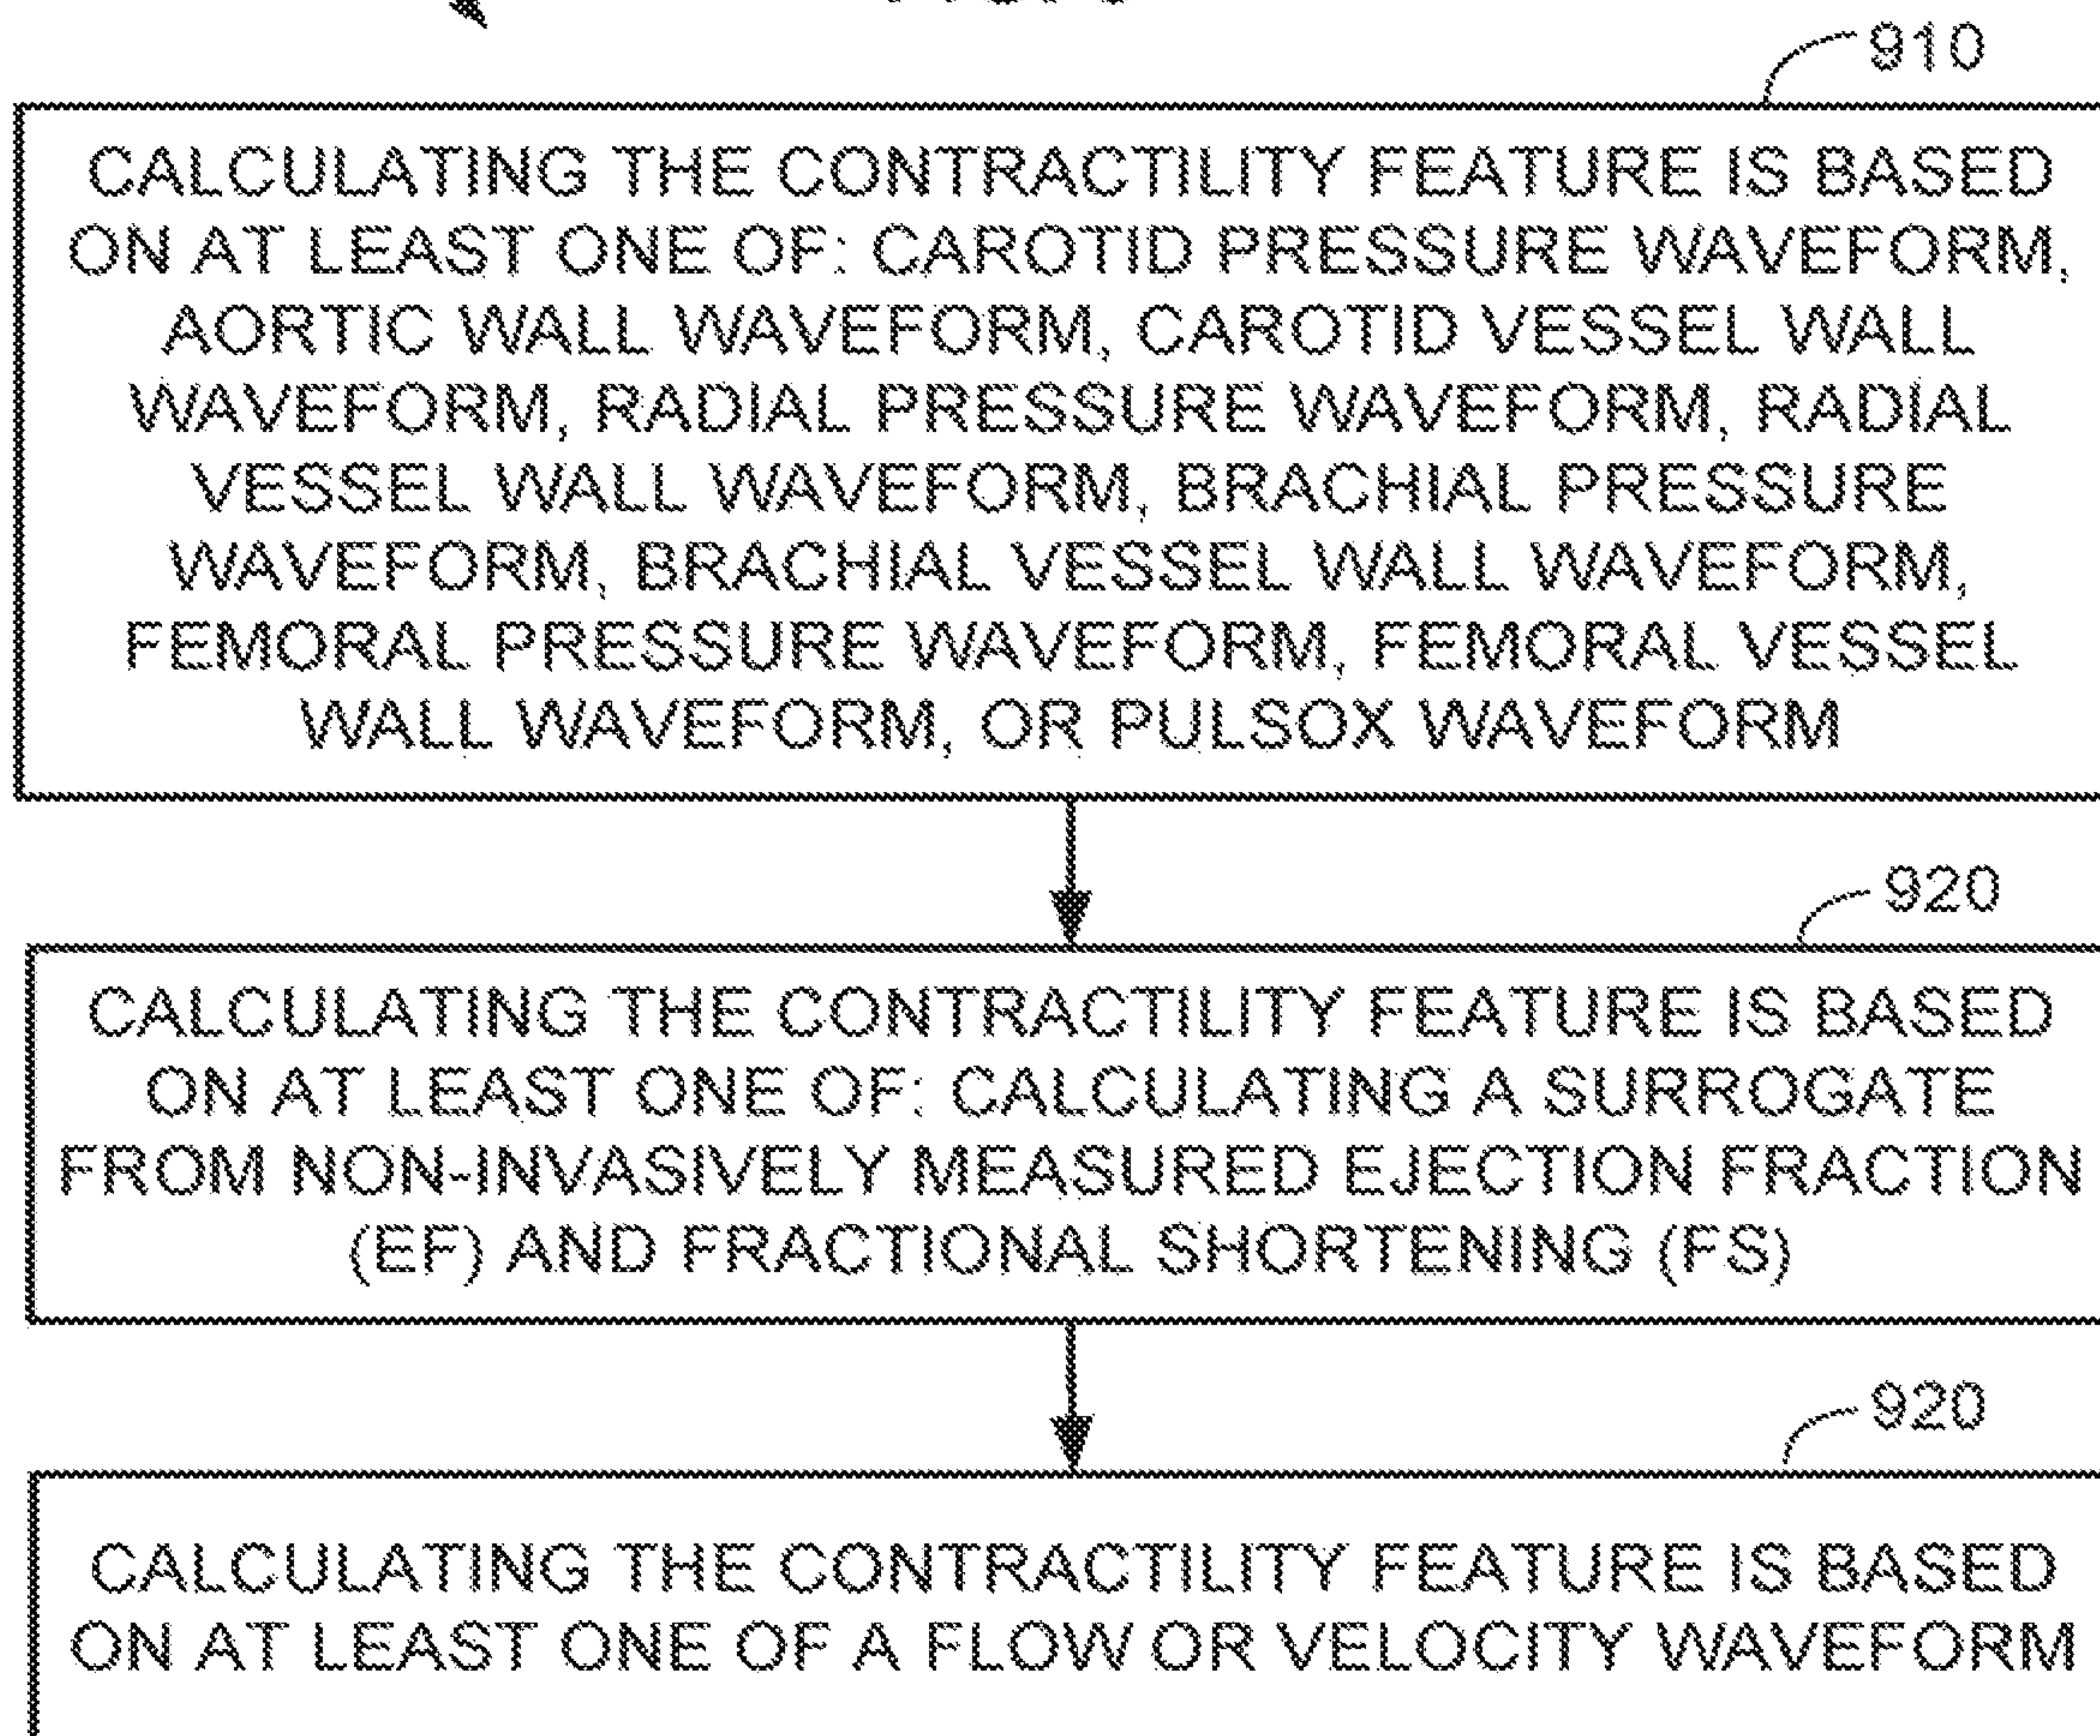 910
CALCULATING THE CONTRACTILITY FEATURE IS BASED
ON AT LEAST ONE OF: CAROTID PRESSURE WAVEFORM,
AORTIC WALL WAVEFORM, CAROTID VESSEL WALL
WAVEFORM, RADIAL PRESSURE WAVEFORM, RADIAL
VESSEL WALL WAVEFORM, BRACHIAL PRESSURE
WAVEFORM, BRACHIAL VESSEL WALL WAVEFORM,
FEMORAL PRESSURE WAVEFORM, FEMORAL VESSEL
WALL WAVEFORM, OR PULSOX WAVEFORM
920
CALCULATING THE CONTRACTILITY FEATURE IS BASED
ON AT LEAST ONE OF: CALCULATING A SURROGATE
FROM NON-INVASIVELY MEASURED EJECTION FRACTION
(EF) AND FRACTIONAL SHORTENING (FS)
920
CALCULATING THE CONTRACTILITY FEATURE IS BASED
ON AT LEAST ONE OF A FLOW OR VELOCITY WAVEFORM